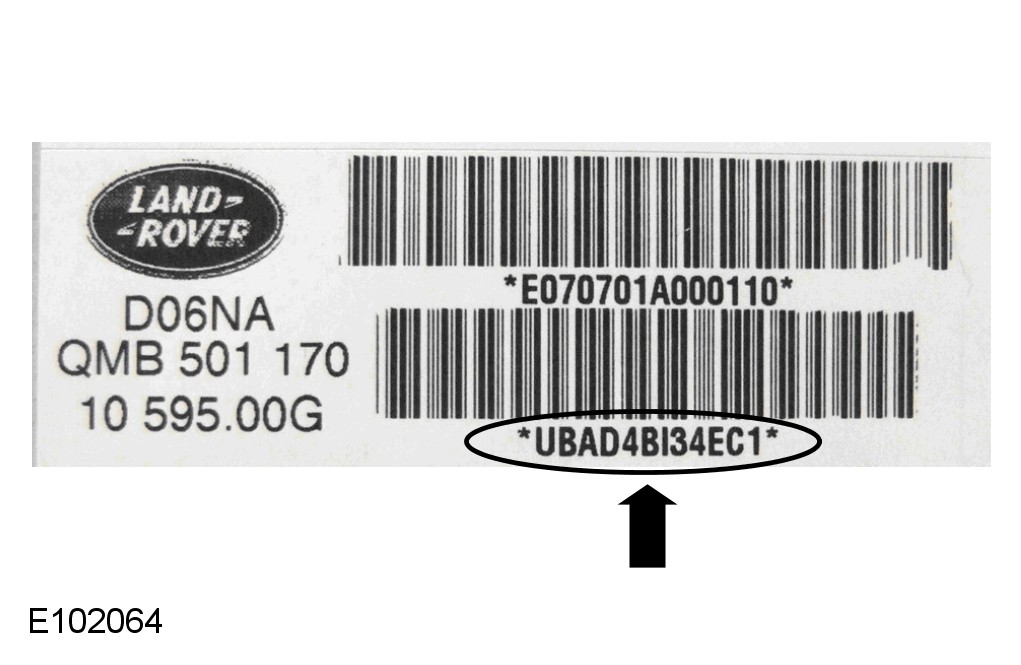 LAND-
-ROVER
D06NA
QMB 501 170
10 595.00G
*E070701A000110*
*UBAD4BI34EC1*
E102064